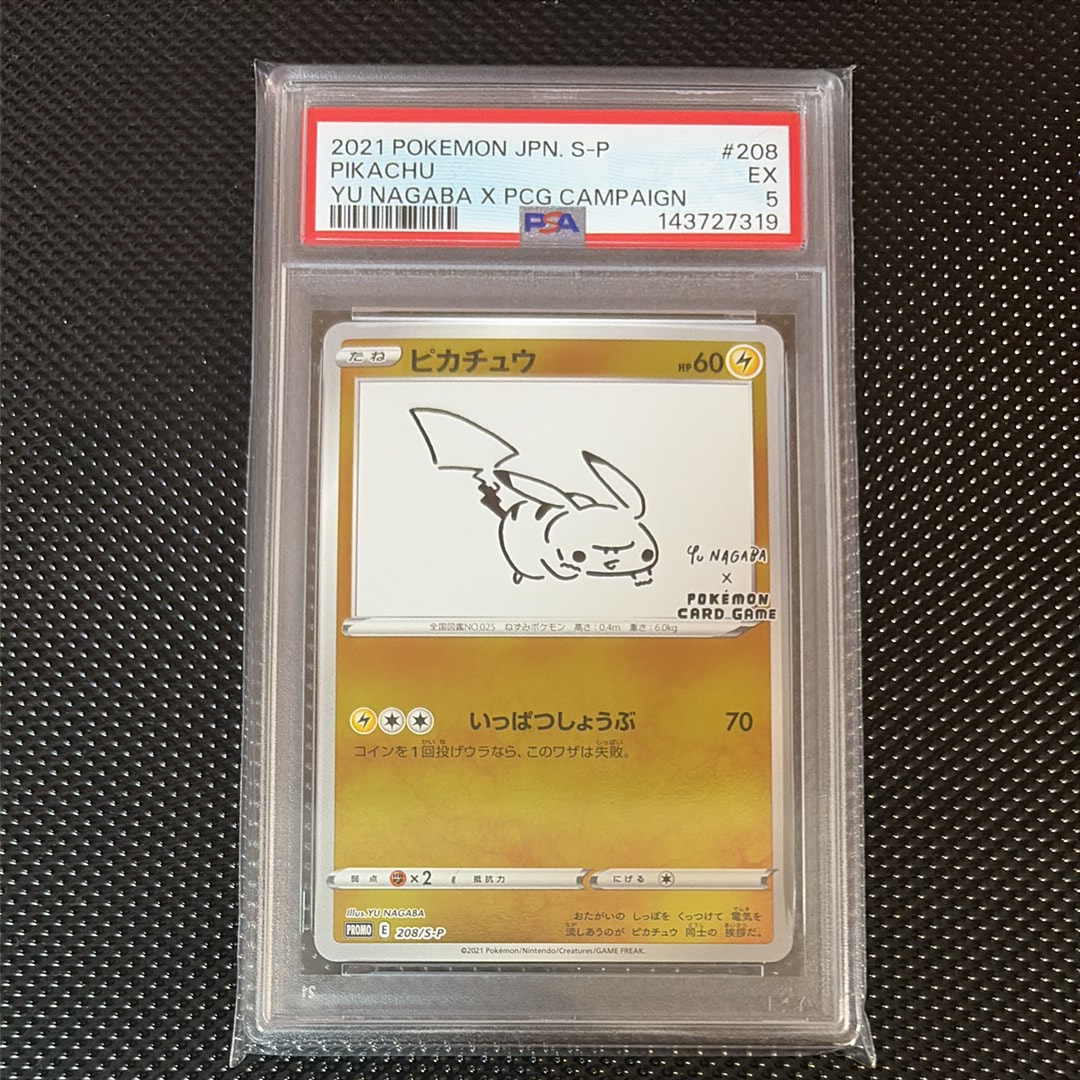 2021 POKEMON JPN. S-P #208
PIKACHU EX
YU NAGABA X PCG CAMPAIGN 5
PSA 143727319
たね ピカチュウ HP60
YU NAGABA
×
POKÉMON
CARD GAME
全国図鑑NO.025 ねずみポケモン 高さ:0.4m 重さ:6.0kg
いっぱつしょうぶ 70
コインを1回投げウラなら、このワザは失敗。
弱点 ×2 抵抗力 にげる
Illus. YU NAGABA
おたがいの しっぽを くっつけて 電気を
PROMO E 208/S-P 流しあうのが ピカチュウ 同士の 挨拶だ。
©2021 Pokémon/Nintendo/Creatures/GAME FREAK.